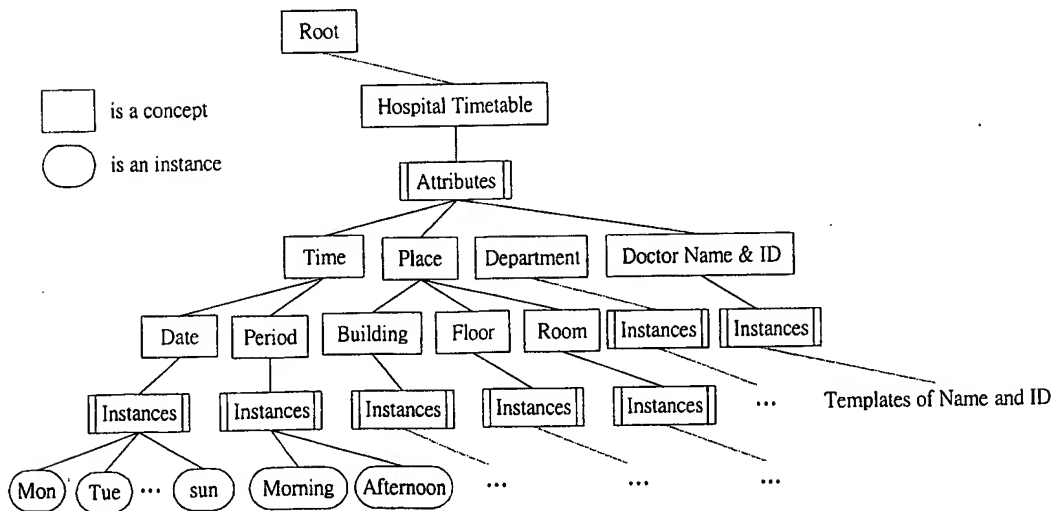 Root
Hospital Timetable
is a concept
is an instance
Attributes
Time Place Department Doctor Name & ID
Date Period Building Floor Room Instances Instances
Instances Instances Instances Instances Instances ... Templates of Name and ID
Mon Tue ... sun Morning Afternoon ... ... ...